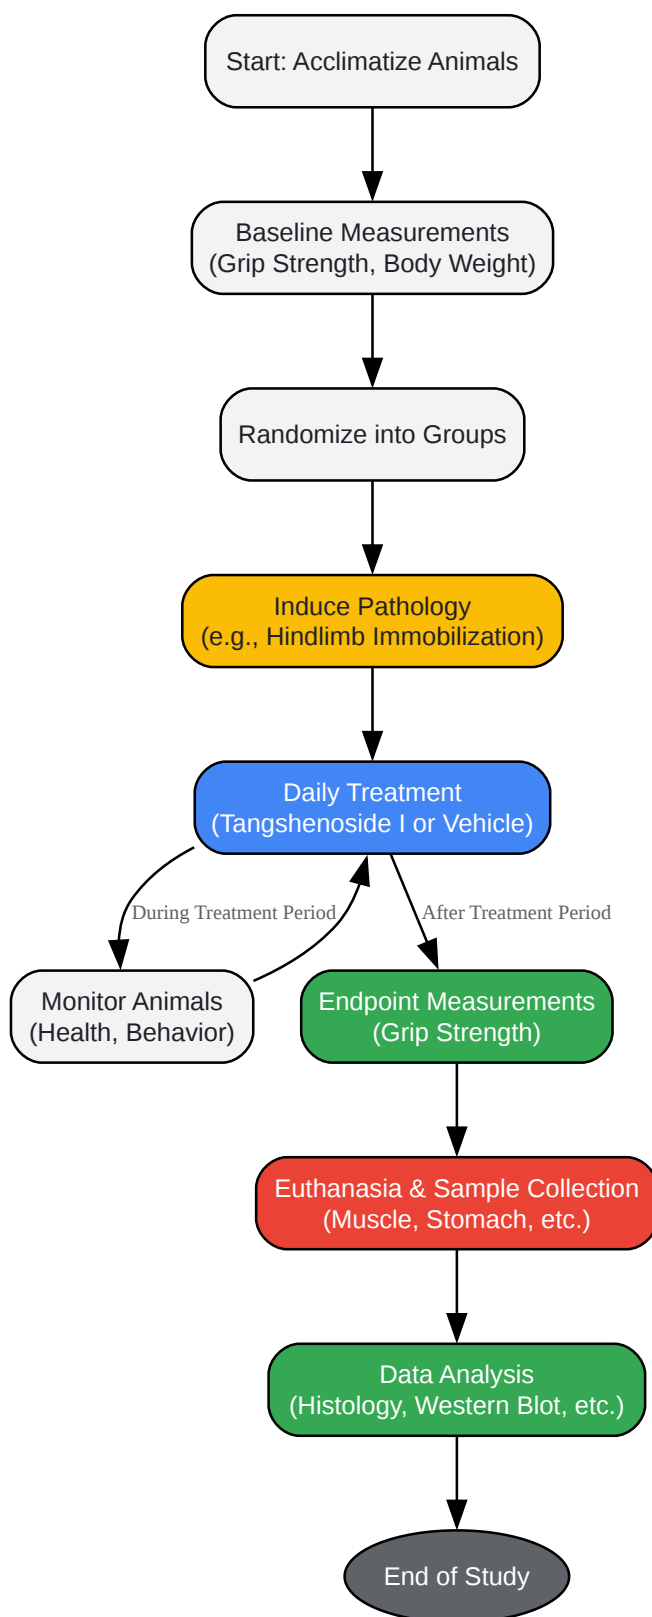 Start: Acclimatize Animals
Baseline Measurements
(Grip Strength, Body Weight)
Randomize into Groups
Induce Pathology
(e.g., Hindlimb Immobilization)
Daily Treatment
(Tangshenoside I or Vehicle)
During Treatment Period
After Treatment Period
Monitor Animals
(Health, Behavior)
Endpoint Measurements
(Grip Strength)
Euthanasia & Sample Collection
(Muscle, Stomach, etc.)
Data Analysis
(Histology, Western Blot, etc.)
End of Study